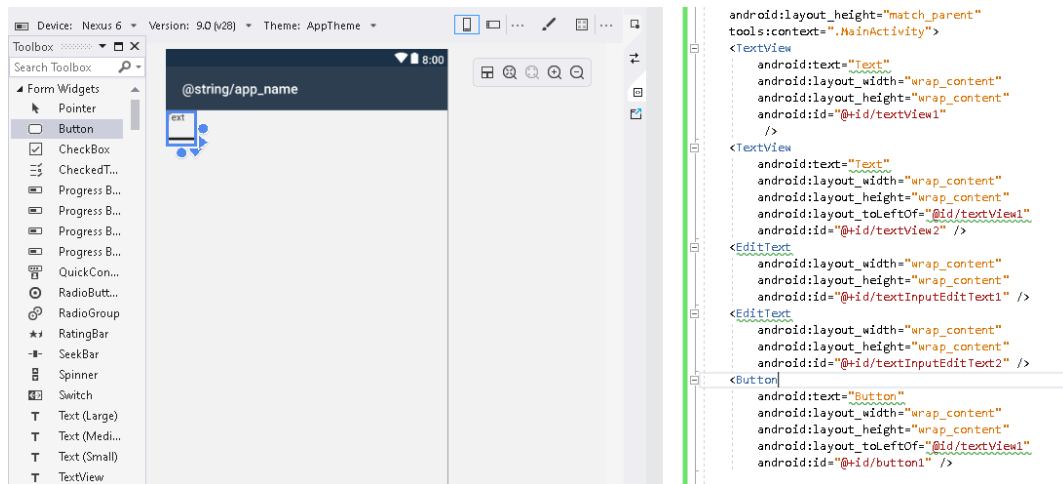 Device: Nexus 6 Version: 9.0 (v28) Theme: AppTheme
Toolbox
Search Toolbox
Form Widgets
Pointer
Button
CheckBox
CheckedT...
Progress B...
Progress B...
Progress B...
Progress B...
QuickCon...
RadioButt...
RadioGroup
RatingBar
SeekBar
Spinner
Switch
Text (Large)
Text (Medi...
Text (Small)
TextView
8:00
@string/app_name
ext
android:layout_height="match_parent"
tools:context=".MainActivity">
<TextView
android:text="Text"
android:layout_width="wrap_content"
android:layout_height="wrap_content"
android:id="@+id/textView1"
/>
<TextView
android:text="Text"
android:layout_width="wrap_content"
android:layout_height="wrap_content"
android:layout_toLeftOf="@id/textView1"
android:id="@+id/textView2" />
<EditText
android:layout_width="wrap_content"
android:layout_height="wrap_content"
android:id="@+id/textInputEditText1" />
<EditText
android:layout_width="wrap_content"
android:layout_height="wrap_content"
android:id="@+id/textInputEditText2" />
<Button
android:text="Button"
android:layout_width="wrap_content"
android:layout_height="wrap_content"
android:layout_toLeftOf="@id/textView1"
android:id="@+id/button1" />